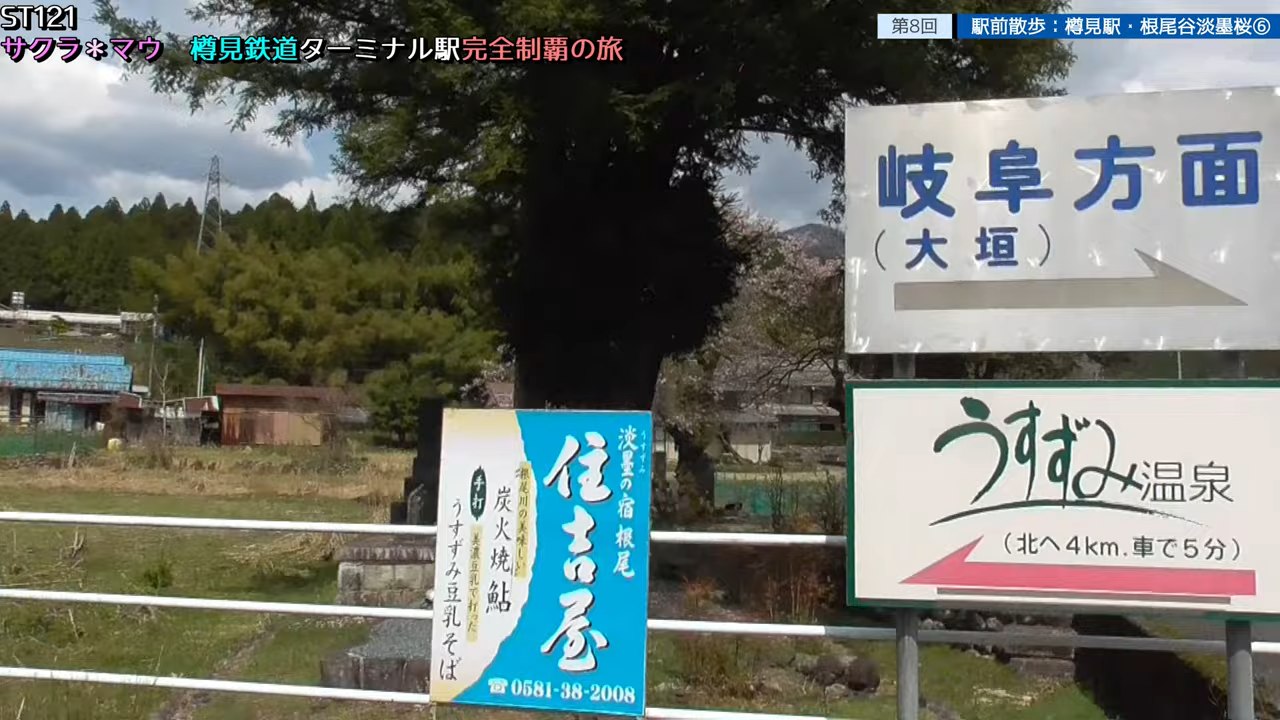 ST121
サクラ＊マウ 樽見鉄道ターミナル駅完全制覇の旅
第8回 駅前散歩：樽見駅・根尾谷淡墨桜⑥
岐阜方面
（大垣）
うすずみ温泉
（北へ4km.車で5分）
うすずみ
淡墨の宿 根尾
住吉屋
根尾川の美味しい
炭火焼鮎
手打
美濃豆乳で打った
うすずみ豆乳そば
☎0581-38-2008